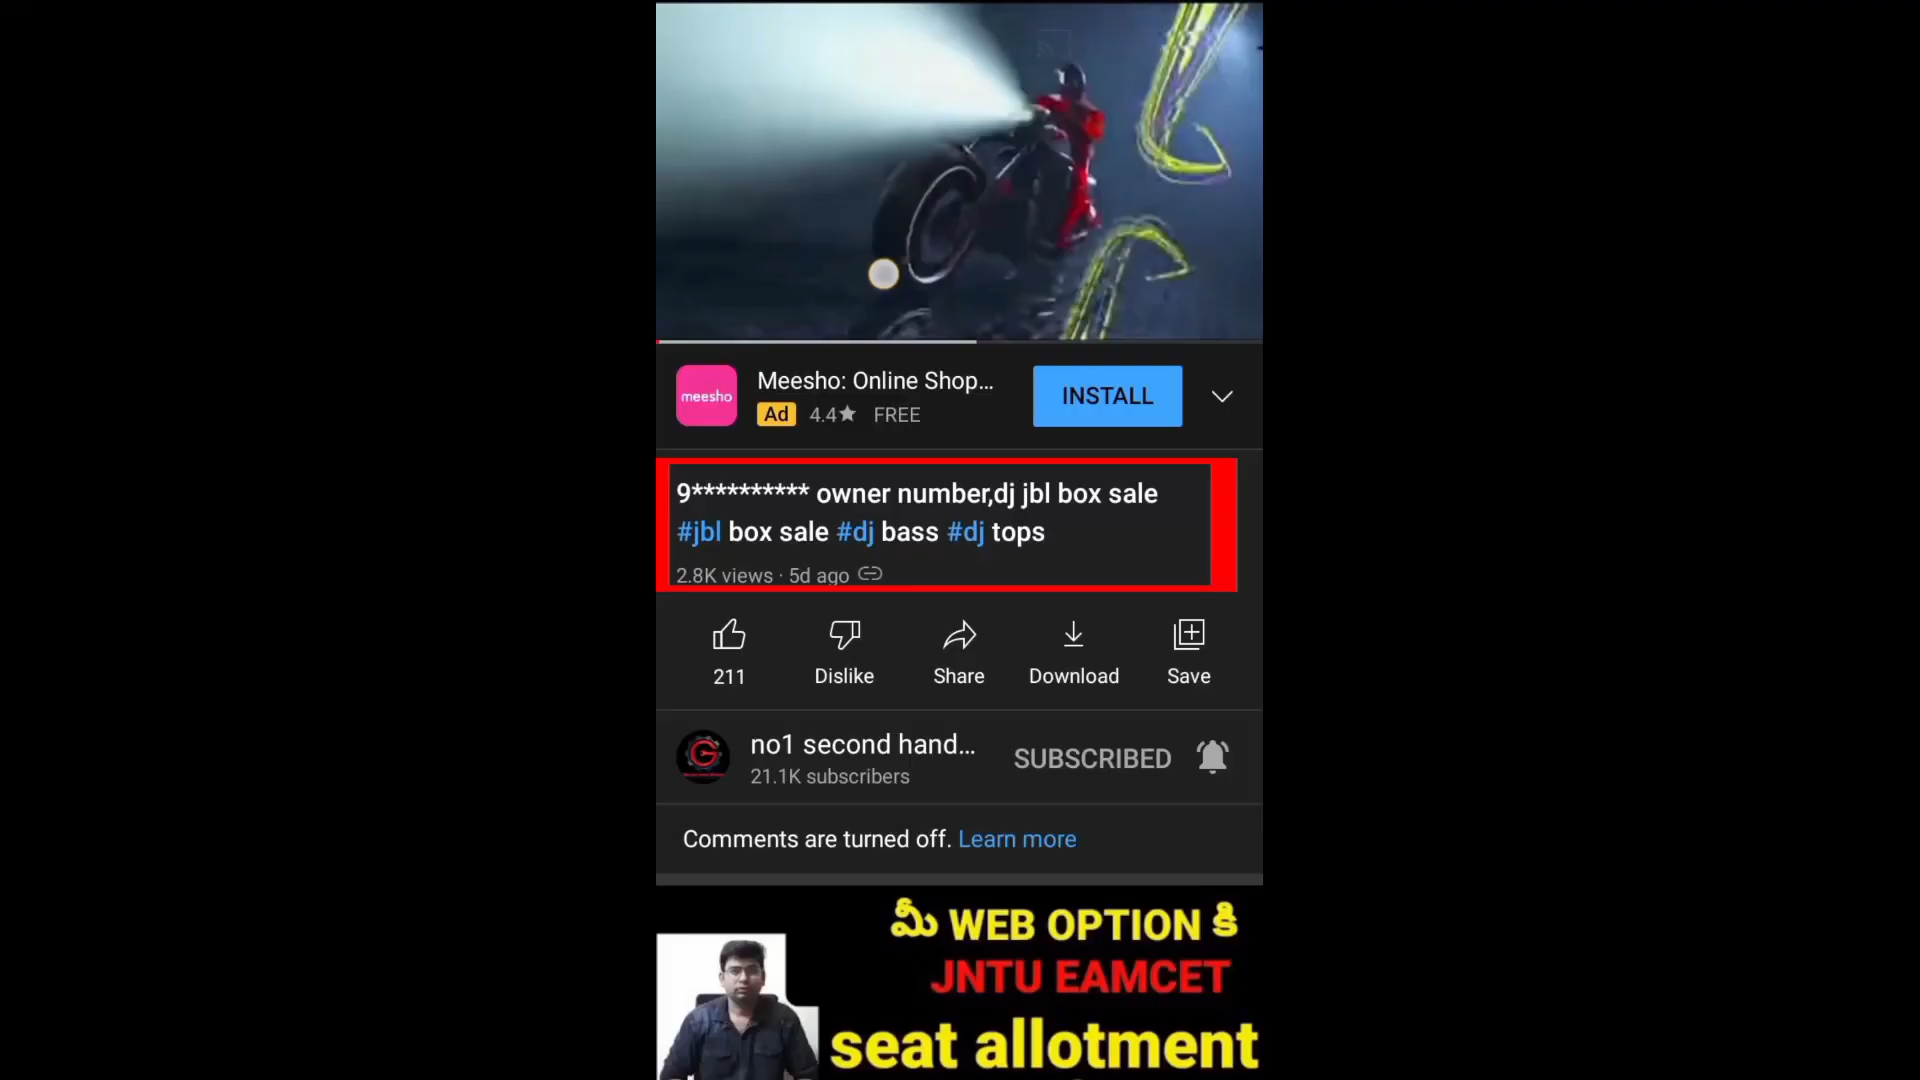 meesho
Meesho: Online Shop...
Ad 4.4★ FREE
INSTALL
9********** owner number,dj jbl box sale
#jbl box sale #dj bass #dj tops
2.8K views · 5d ago
211
Dislike
Share
Download
Save
no1 second hand...
21.1K subscribers
SUBSCRIBED
Comments are turned off. Learn more
మీ WEB OPTION కి
JNTU EAMCET
seat allotment